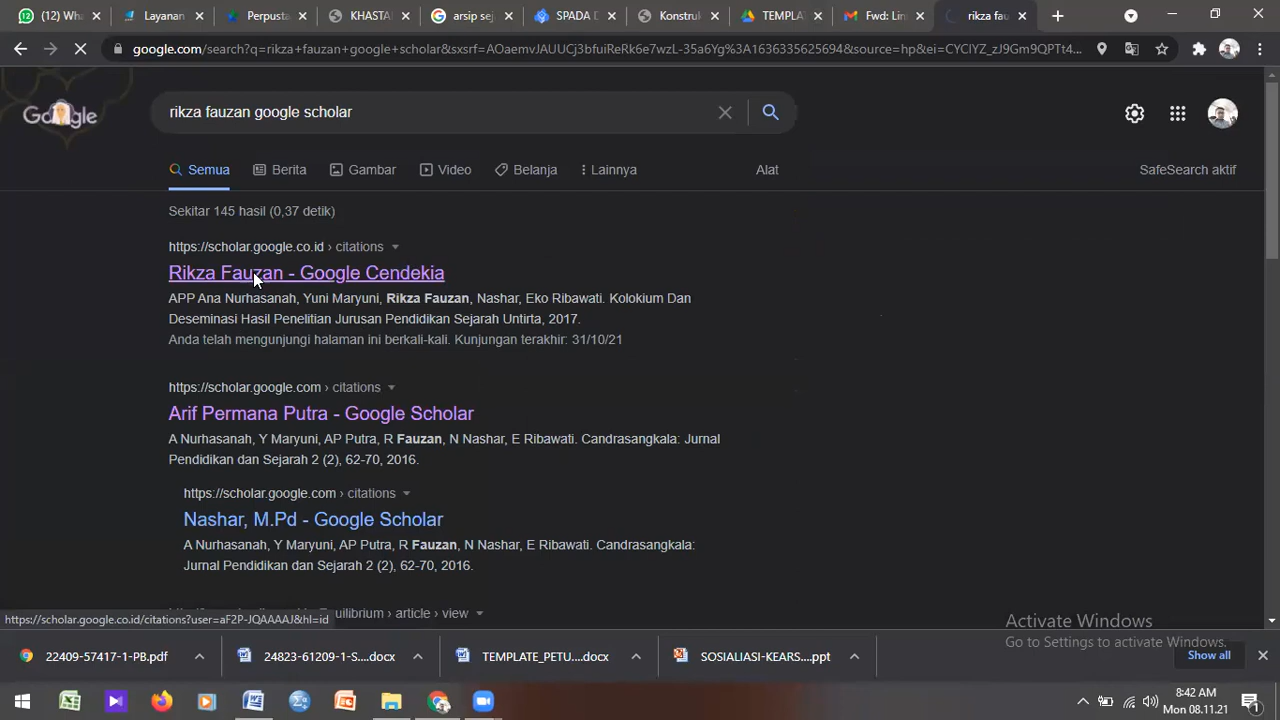 (12) Wha
Layanan
Perpusta
KHASTA
arsip sej
SPADA D
Konstruk
TEMPLAT
Fwd: Lin
rikza fau
google.com/search?q=rikza+fauzan+google+scholar&sxsrf=AOaemvJAUUCj3bfuiReRk6e7wzL-35a6Yg%3A1636335625694&source=hp&ei=CYClYZ_zJ9Gm9QPTt4...
Google
rikza fauzan google scholar
Semua
Berita
Gambar
Video
Belanja
Lainnya
Alat
SafeSearch aktif
Sekitar 145 hasil (0,37 detik)
https://scholar.google.co.id › citations
Rikza Fauzan - Google Cendekia
APP Ana Nurhasanah, Yuni Maryuni, Rikza Fauzan, Nashar, Eko Ribawati. Kolokium Dan
Deseminasi Hasil Penelitian Jurusan Pendidikan Sejarah Untirta, 2017.
Anda telah mengunjungi halaman ini berkali-kali. Kunjungan terakhir: 31/10/21
https://scholar.google.com › citations
Arif Permana Putra - Google Scholar
A Nurhasanah, Y Maryuni, AP Putra, R Fauzan, N Nashar, E Ribawati. Candrasangkala: Jurnal
Pendidikan dan Sejarah 2 (2), 62-70, 2016.
https://scholar.google.com › citations
Nashar, M.Pd - Google Scholar
A Nurhasanah, Y Maryuni, AP Putra, R Fauzan, N Nashar, E Ribawati. Candrasangkala:
Jurnal Pendidikan dan Sejarah 2 (2), 62-70, 2016.
Equilibrium › article › view
https://scholar.google.co.id/citations?user=aF2P-JQAAAAJ&hl=id
Activate Windows
Go to Settings to activate Windows.
22409-57417-1-PB.pdf
24823-61209-1-S....docx
TEMPLATE_PETU....docx
SOSIALIASI-KEARS....ppt
Show all
8:42 AM
Mon 08.11.21
1